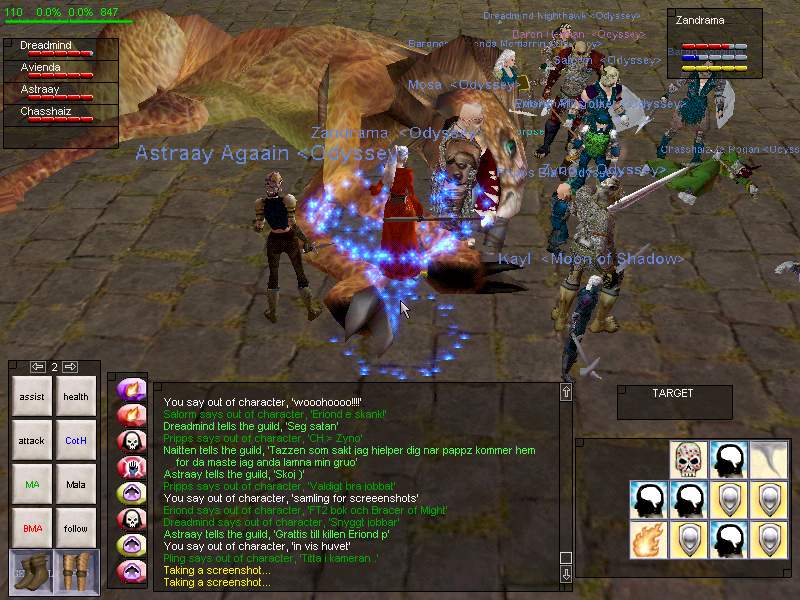 110 0.0% 0.0% 847
Dreadmind
Avienda
Astraay
Chasshaiz
Dreadmind Nighthawk <Odyssey>
Zandrama
Mosa <Odyssey>
Zandrama <Odyssey>
Astraay Agaain <Odyssey>
Kayl <Moon of Shadow>
2
assist
health
attack
CotH
MA
Mala
BMA
follow
You say out of character, 'wooohoooo!!!!'
Salorm says out of character, 'Eriond e skank!'
Dreadmind tells the guild, 'Seg satan'
Pripps says out of character, 'CH > Zyno'
Naitten tells the guild, 'Tazzen som sakt jag hjelper dig nar pappz kommer hem
for da maste jag anda lamna min gruo'
Astraay tells the guild, 'Skoj )'
Pripps says out of character, 'Valdigt bra jobbat'
You say out of character, 'samling for screeenshots'
Eriond says out of character, 'FT2 bok och Bracer of Might'
Dreadmind says out of character, 'Snyggt jobbar'
Astraay tells the guild, 'Grattis till killen Eriond p'
You say out of character, 'in vis huvet'
Pling says out of character, 'Titta i kameran .'
Taking a screenshot...
Taking a screenshot...
TARGET